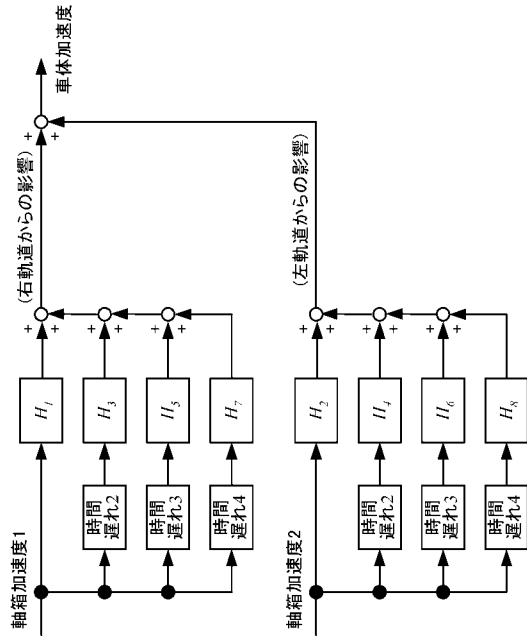 軸箱加速度1
時間
遅れ2
時間
遅れ3
時間
遅れ4
H1
H3
H5
H7
+
+
+
+
+
+
(右軌道からの影響)
+
+
車体加速度
軸箱加速度2
時間
遅れ2
時間
遅れ3
時間
遅れ4
H2
H4
H6
H8
+
+
+
+
+
+
(左軌道からの影響)